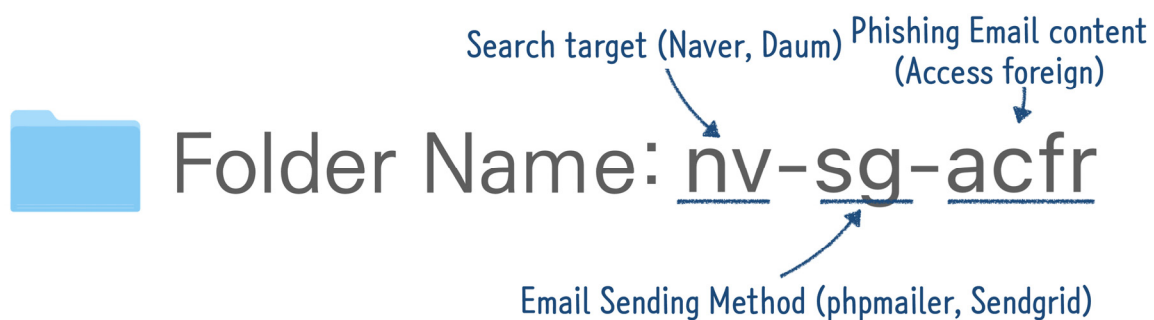 Search target (Naver, Daum)
Phishing Email content
(Access foreign)
Folder Name: nv-sg-acfr
Email Sending Method (phpmailer, Sendgrid)